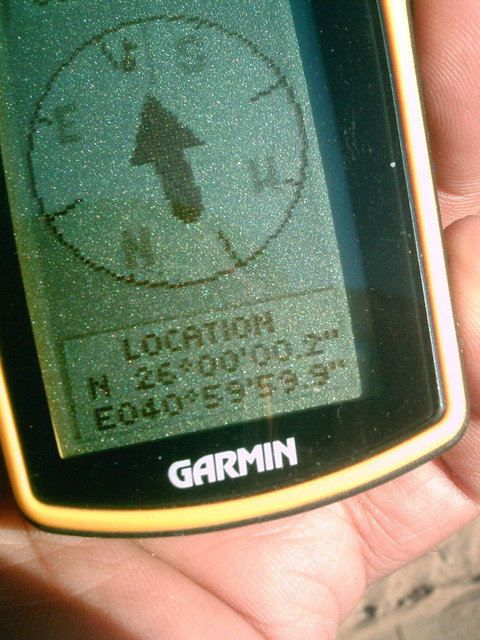 S
E
W
N
LOCATION
N 26°00'00.2"
E040°59'59.9"
GARMIN